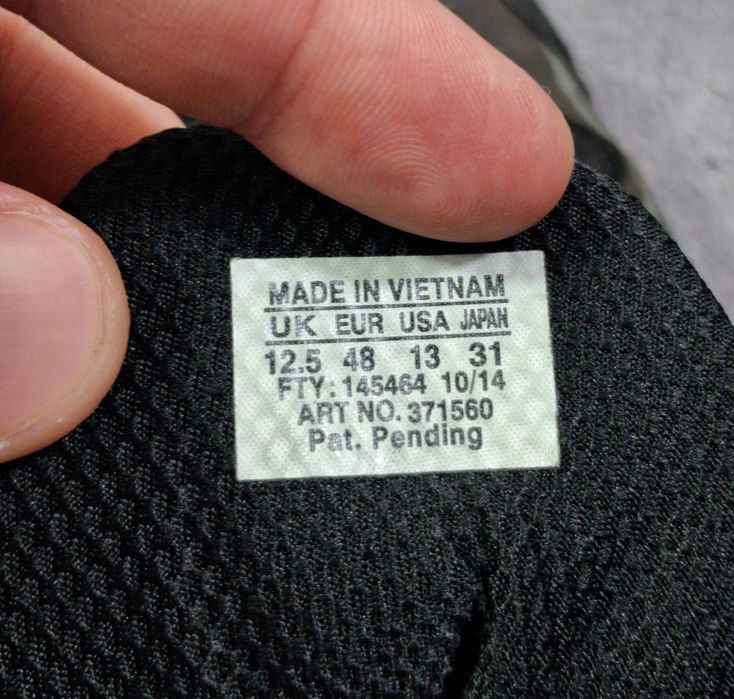 MADE IN VIETNAM
UK EUR USA JAPAN
12.5 48 13 31
FTY: 145464 10/14
ART NO. 371560
Pat. Pending